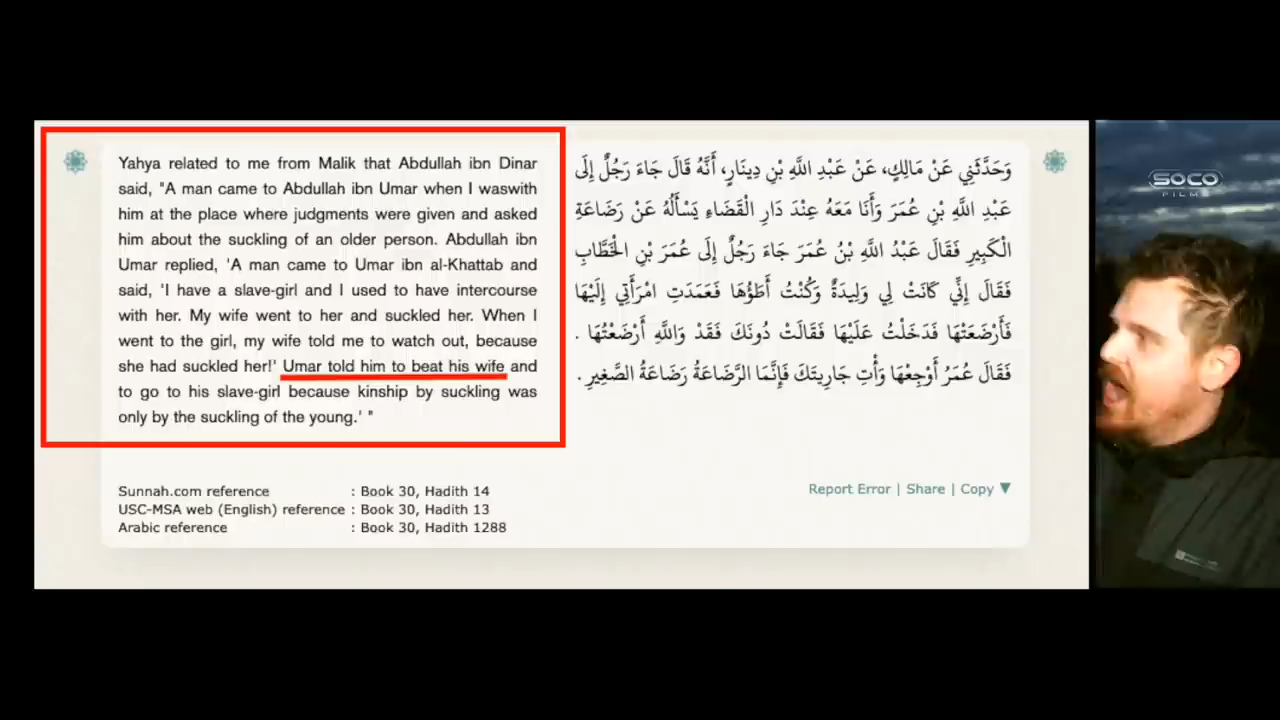 Yahya related to me from Malik that Abdullah ibn Dinar
said, "A man came to Abdullah ibn Umar when I waswith
him at the place where judgments were given and asked
him about the suckling of an older person. Abdullah ibn
Umar replied, 'A man came to Umar ibn al-Khattab and
said, 'I have a slave-girl and I used to have intercourse
with her. My wife went to her and suckled her. When I
went to the girl, my wife told me to watch out, because
she had suckled her!' Umar told him to beat his wife and
to go to his slave-girl because kinship by suckling was
only by the suckling of the young.' "
وَحَدَّثَنِي عَنْ مَالِكٍ، عَنْ عَبْدِ اللَّهِ بْنِ دِينَارٍ، أَنَّهُ قَالَ جَاءَ رَجُلٌ إِلَى
عَبْدِ اللَّهِ بْنِ عُمَرَ وَأَنَا مَعَهُ عِنْدَ دَارِ الْقَضَاءِ يَسْأَلُهُ عَنْ رَضَاعَةِ
الْكَبِيرِ فَقَالَ عَبْدُ اللَّهِ بْنُ عُمَرَ جَاءَ رَجُلٌ إِلَى عُمَرَ بْنِ الْخَطَّابِ
فَقَالَ إِنِّي كَانَتْ لِي وَلِيدَةٌ وَكُنْتُ أَطَؤُهَا فَعَمَدَتِ امْرَأَتِي إِلَيْهَا
فَأَرْضَعَتْهَا فَدَخَلْتُ عَلَيْهَا فَقَالَتْ دُونَكَ فَقَدْ وَاللَّهِ أَرْضَعْتُهَا .
فَقَالَ عُمَرُ أَوْجِعْهَا وَأْتِ جَارِيَتَكَ فَإِنَّمَا الرَّضَاعَةُ رَضَاعَةُ الصَّغِيرِ .
Sunnah.com reference : Book 30, Hadith 14
USC-MSA web (English) reference : Book 30, Hadith 13
Arabic reference : Book 30, Hadith 1288
Report Error | Share | Copy ▼
SOCO
FILMS